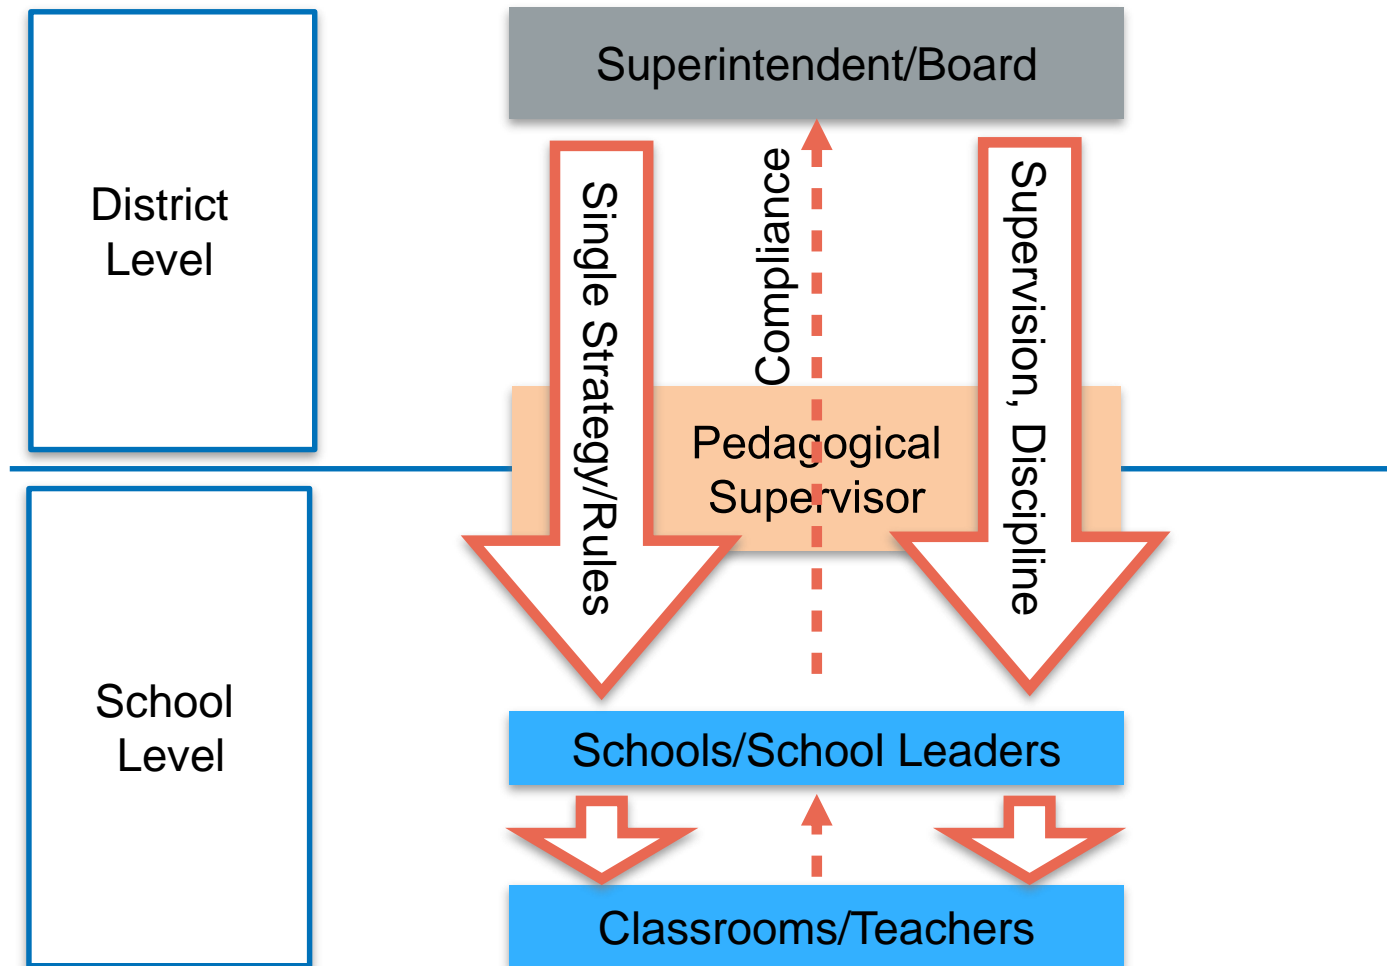 Superintendent/Board
District
Level
Single Strategy/Rules
Compliance
Supervision, Discipline
Pedagogical
Supervisor
School
Level
Schools/School Leaders
Classrooms/Teachers